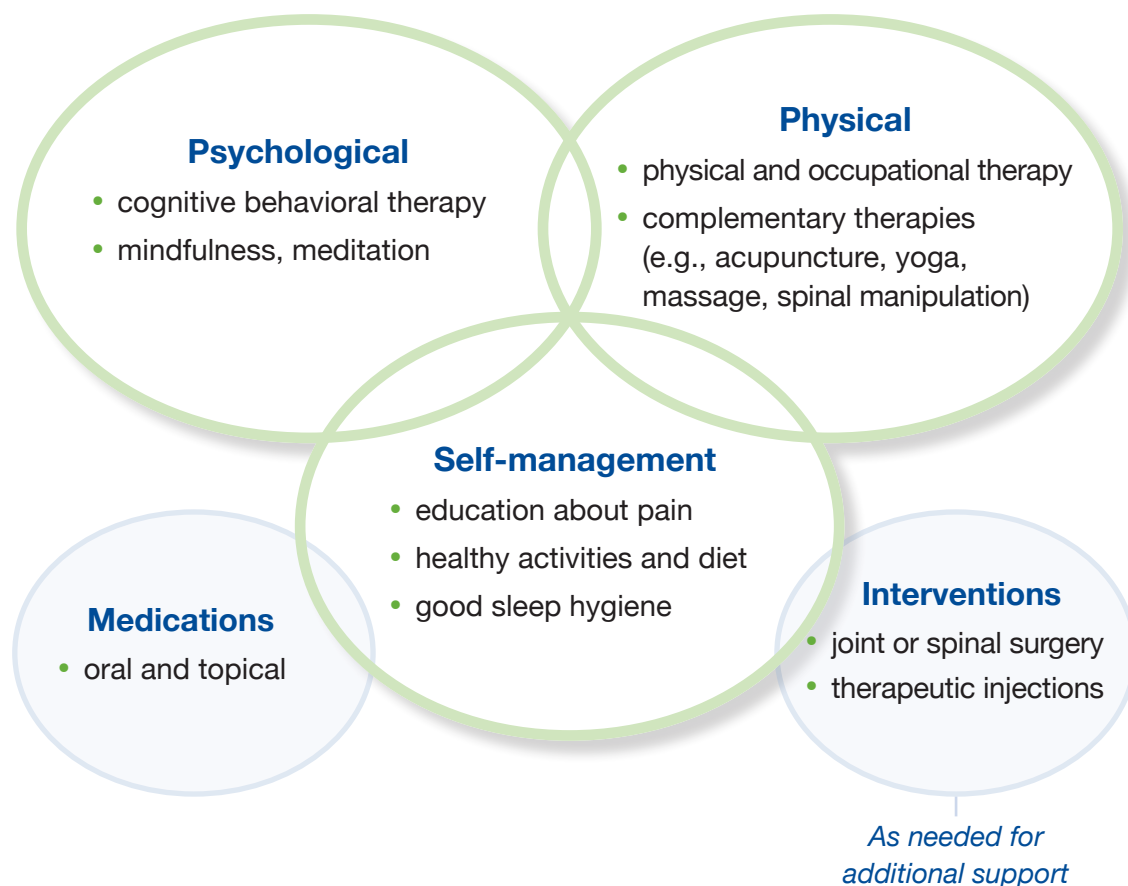 Psychological
• cognitive behavioral therapy
• mindfulness, meditation
Physical
• physical and occupational therapy
• complementary therapies
(e.g., acupuncture, yoga,
massage, spinal manipulation)
Self-management
• education about pain
• healthy activities and diet
• good sleep hygiene
Medications
• oral and topical
Interventions
• joint or spinal surgery
• therapeutic injections
As needed for
additional support